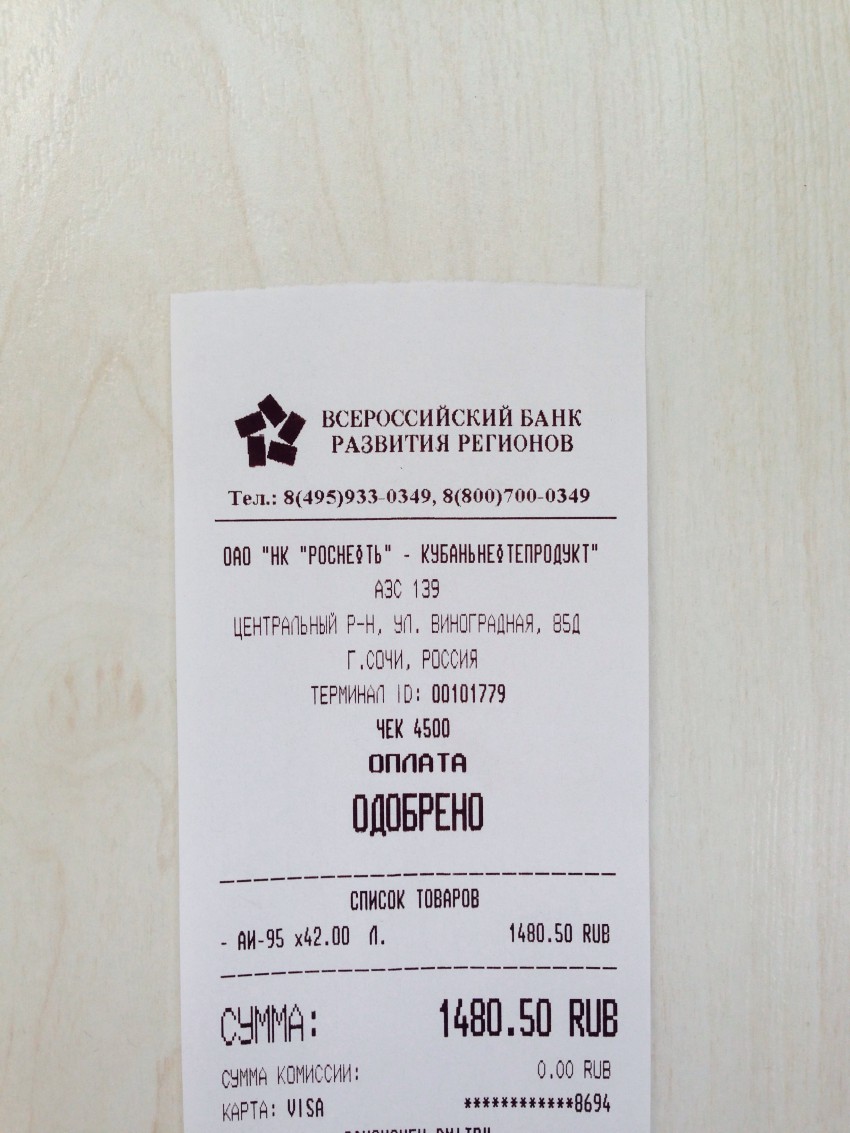 ВСЕРОССИЙСКИЙ БАНК
РАЗВИТИЯ РЕГИОНОВ
Тел.: 8(495)933-0349, 8(800)700-0349
ОАО "НК "РОСНЕФТЬ" - КУБАНЬНЕФТЕПРОДУКТ"
АЗС 139
ЦЕНТРАЛЬНЫЙ Р-Н, УЛ. ВИНОГРАДНАЯ, 85Д
Г.СОЧИ, РОССИЯ
ТЕРМИНАЛ ID: 00101779
ЧЕК 4500
ОПЛАТА
ОДОБРЕНО
СПИСОК ТОВАРОВ
- АИ-95 x42.00 Л. 1480.50 RUB
СУММА: 1480.50 RUB
СУММА КОМИССИИ: 0.00 RUB
КАРТА: VISA ************8694